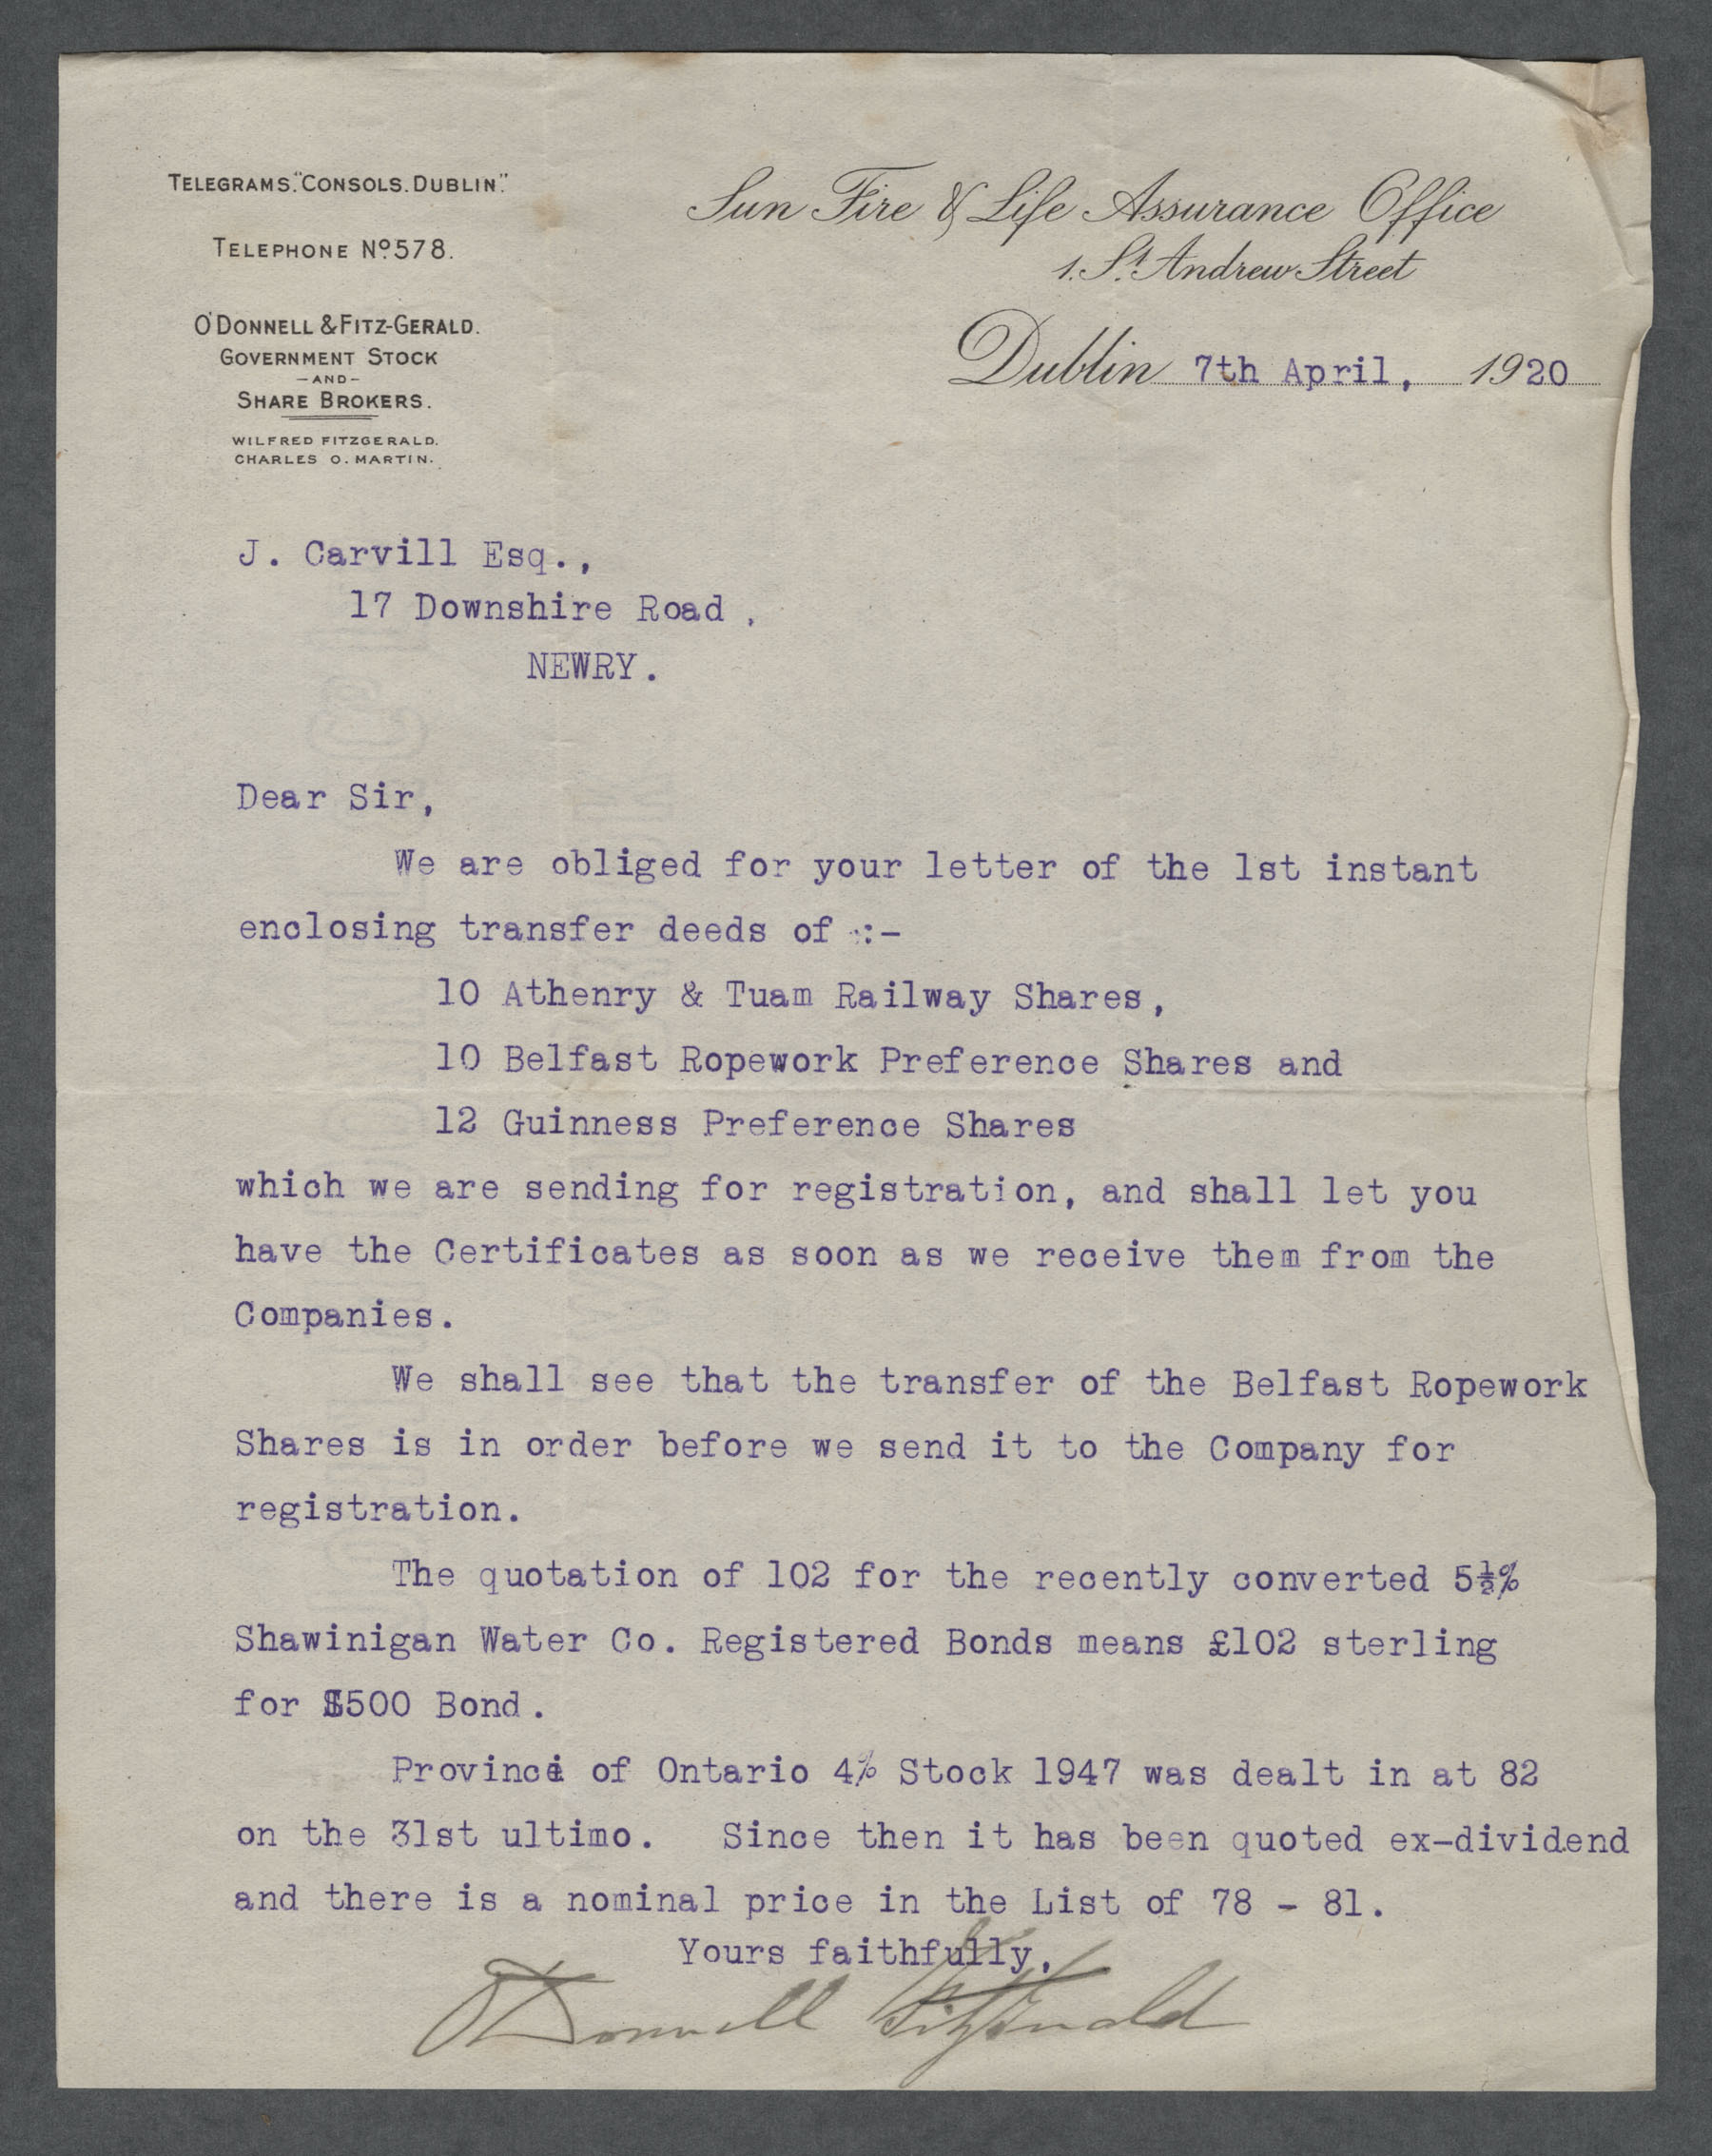 TELEGRAMS. "CONSOLS. DUBLIN."
TELEPHONE Nº 578.
O'DONNELL & FITZ-GERALD.
GOVERNMENT STOCK
- AND -
SHARE BROKERS.
WILFRED FITZGERALD.
CHARLES O. MARTIN.
Sun Fire & Life Assurance Office
1. St. Andrew Street
Dublin 7th April, 1920
J. Carvill Esq.,
17 Downshire Road ,
NEWRY.
Dear Sir,
We are obliged for your letter of the 1st instant
enclosing transfer deeds of :-
10 Athenry & Tuam Railway Shares,
10 Belfast Ropework Preference Shares and
12 Guinness Preference Shares
which we are sending for registration, and shall let you
have the Certificates as soon as we receive them from the
Companies.
We shall see that the transfer of the Belfast Ropework
Shares is in order before we send it to the Company for
registration.
The quotation of 102 for the recently converted 5½%
Shawinigan Water Co. Registered Bonds means £102 sterling
for $500 Bond.
Province of Ontario 4% Stock 1947 was dealt in at 82
on the 31st ultimo. Since then it has been quoted ex-dividend
and there is a nominal price in the List of 78 - 81.
Yours faithfully,
O'Donnell & FitzGerald